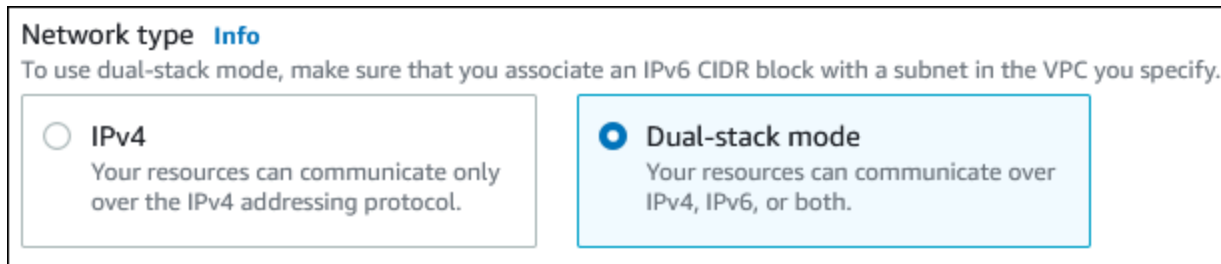 Network type Info
To use dual-stack mode, make sure that you associate an IPv6 CIDR block with a subnet in the VPC you specify.
IPv4
Your resources can communicate only
over the IPv4 addressing protocol.
Dual-stack mode
Your resources can communicate over
IPv4, IPv6, or both.